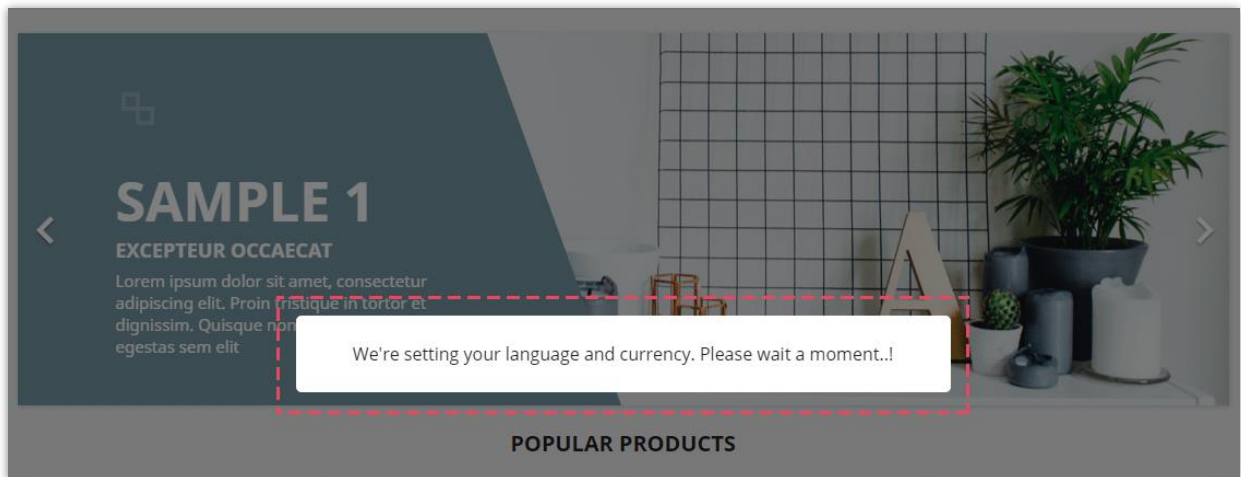 SAMPLE 1
EXCEPTEUR OCCAECAT
Lorem ipsum dolor sit amet, consectetur
adipiscing elit. Proin tristique in tortor et
dignissim. Quisque non
egestas sem elit
We're setting your language and currency. Please wait a moment..!
A
POPULAR PRODUCTS